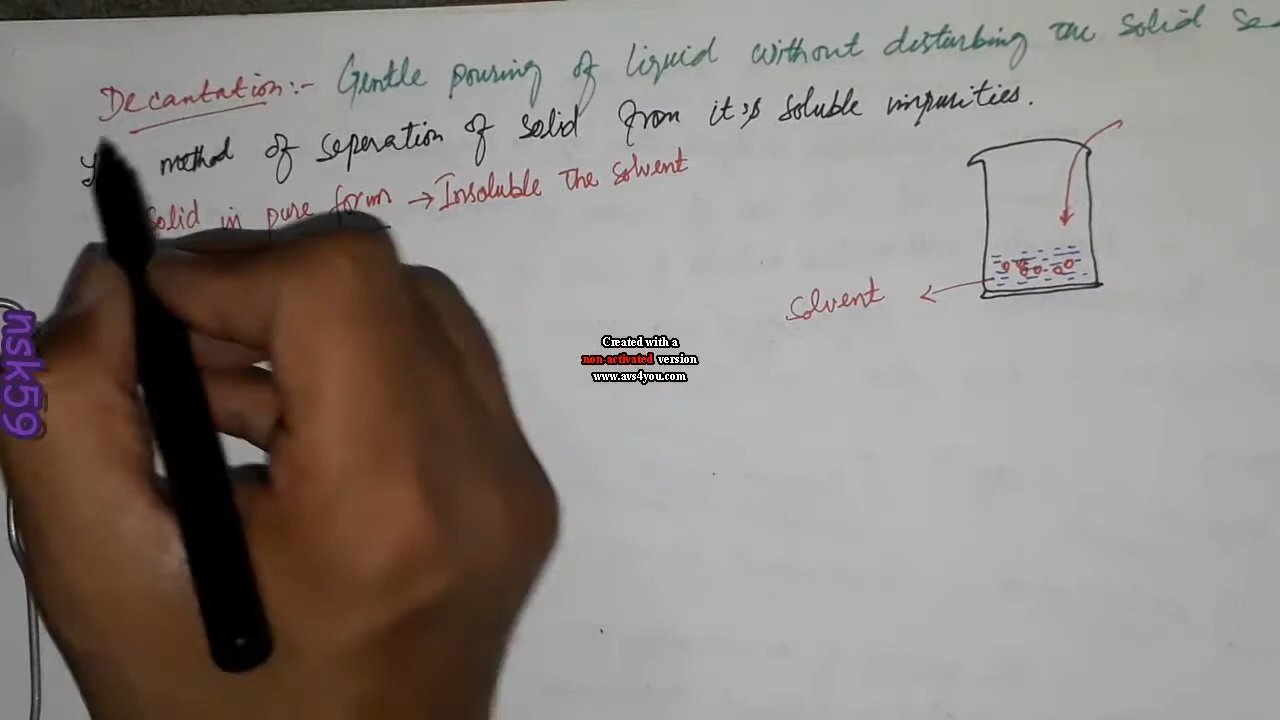 Decantation:- Gentle pouring of liquid without disturbing the solid
method of seperation of solid from it's soluble impurities.
solid in pure form → Insoluble the solvent
solvent
nsk59
Created with a
non-activated version
www.avs4you.com